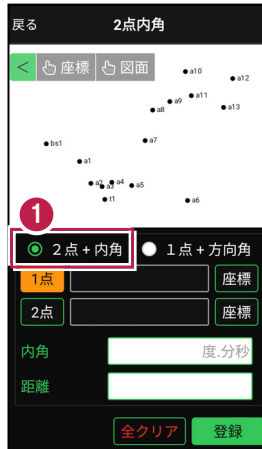 戻る 2点内角
< 座標 図面
a10
a12
a11
a9
a8
a13
bs1
a7
a1
a2 a3 a4 a5
t1
a6
1
２点＋内角 １点＋方向角
1点 座標
2点 座標
内角 度.分秒
距離
全クリア 登録